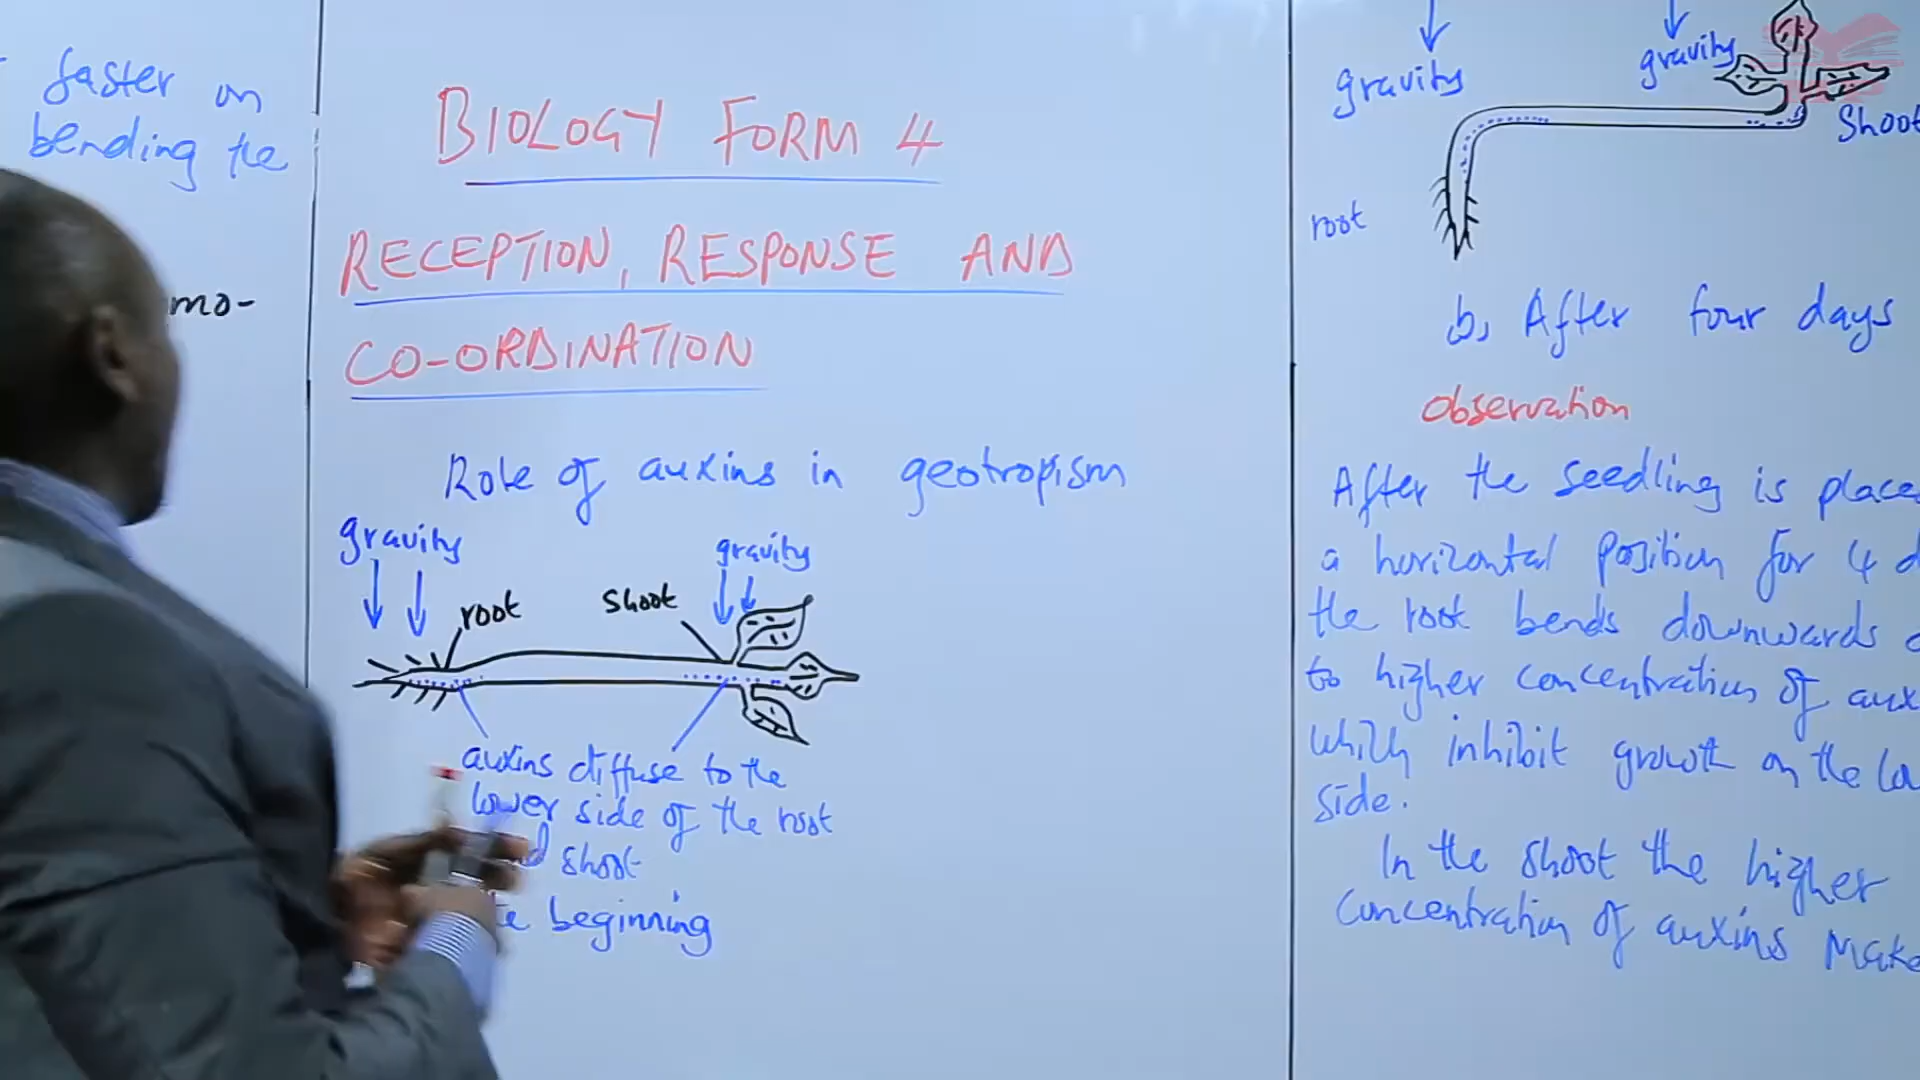 faster on
bending the
mo-
BIOLOGY FORM 4
RECEPTION, RESPONSE AND
CO-ORDINATION
Role of auxins in geotropism
gravity
gravity
root
shoot
auxins diffuse to the
lower side of the root
shoot
beginning
gravity
gravity
Shoot
root
b, After four days
Observation
After the seedling is place
a horizontal position for 4 d
the root bends downwards
to higher concentration of aux
which inhibit growth on the lo
side.
In the shoot the higher
concentration of auxins make